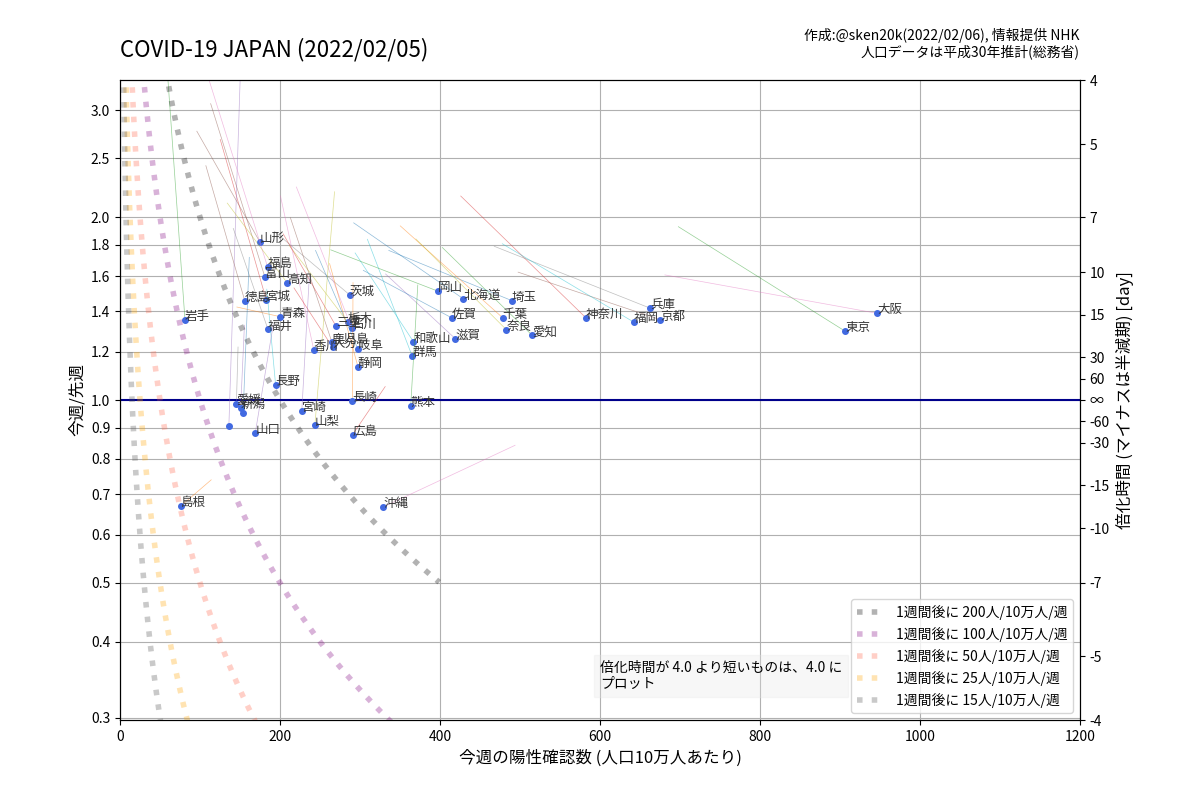 COVID-19 JAPAN (2022/02/05)
作成:@sken20k(2022/02/06), 情報提供 NHK
人口データは平成30年推計(総務省)
今週/先週
3.0
2.5
2.0
1.8
1.6
1.4
1.2
1.0
0.9
0.8
0.7
0.6
0.5
0.4
0.3
4
5
7
10
15
30
60
∞
-60
-30
-15
-10
-7
-5
-4
倍化時間 (マイナスは半減期) [day]
山形
福島
富山
高知
岡山
茨城
北海道
埼玉
徳島
宮城
兵庫
大阪
岩手
青森
佐賀
千葉
神奈川
福岡
京都
三重
栃木
石川
福井
奈良
愛知
東京
滋賀
和歌山
鹿児島
大分
香川
岐阜
群馬
静岡
長野
長崎
愛媛
新潟
宮崎
熊本
山梨
山口
広島
島根
沖縄
倍化時間が 4.0 より短いものは、4.0 に
プロット
1週間後に 200人/10万人/週
1週間後に 100人/10万人/週
1週間後に 50人/10万人/週
1週間後に 25人/10万人/週
1週間後に 15人/10万人/週
0
200
400
600
800
1000
1200
今週の陽性確認数 (人口10万人あたり)